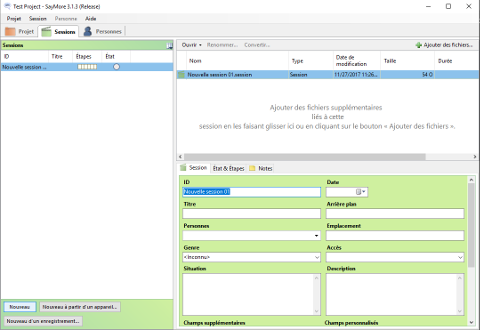 Test Project - SayMore 3.1.3 (Release)
Projet Session Personne Aide
Projet Sessions Personnes
Sessions
ID Titre Étapes État
Nouvelle session ...
Ouvrir Renommer... Convertir... Ajouter des fichiers...
Nom Type Date de modification Taille Durée
Nouvelle session 01.session Session 11/27/2017 11:26... 54 O
Ajouter des fichiers supplémentaires
liés à cette
session en les faisant glisser ici ou en cliquant sur le bouton « Ajouter des fichiers ».
Session État & Étapes Notes
ID Date
Nouvelle session 01
Titre Arrière plan
Personnes Emplacement
Genre Accès
<Inconnu>
Situation Description
Champs supplémentaires Champs personnalisés
Nouveau Nouveau à partir d'un appareil...
Nouveau d'un enregistrement...